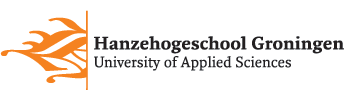 Hanzehogeschool Groningen
University of Applied Sciences